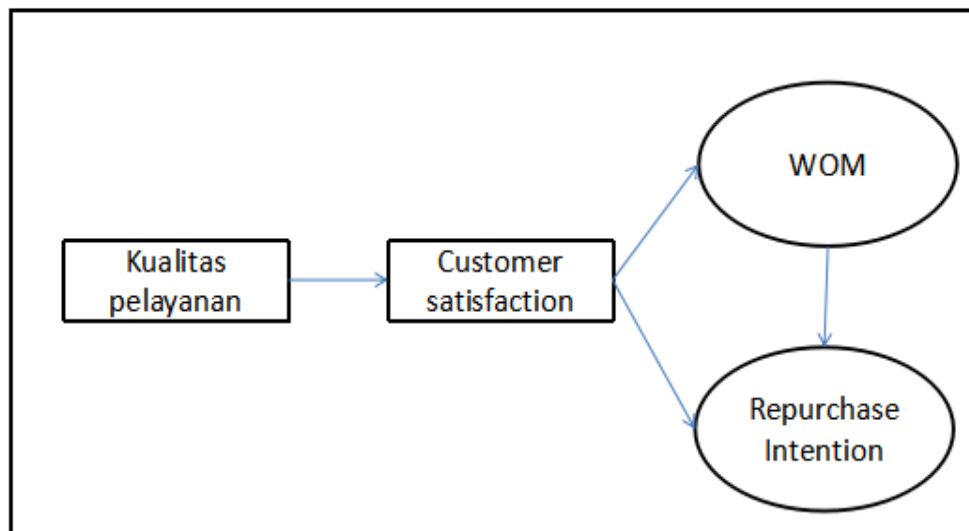 Kualitas
pelayanan
Customer
satisfaction
WOM
Repurchase
Intention